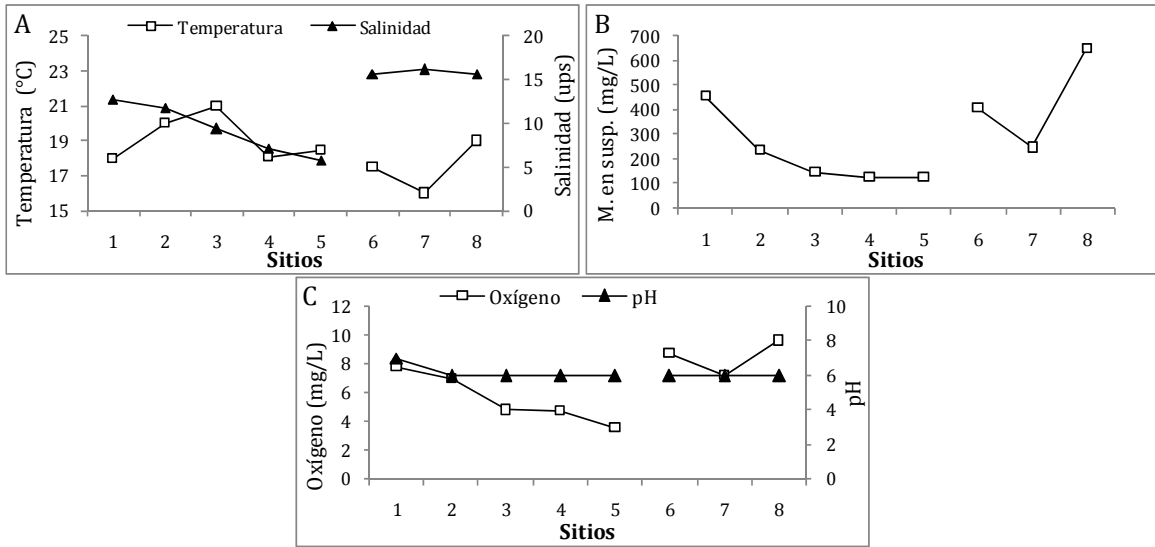 A
Temperatura
Salinidad
Temperatura (°C)
25
23
21
19
17
15
20
15
10
5
0
Salinidad (ups)
1 2 3 4 5 6 7 8
Sitios
B
M. en susp. (mg/L)
700
600
500
400
300
200
100
0
1 2 3 4 5 6 7 8
Sitios
C
Oxígeno
pH
Oxígeno (mg/L)
12
10
8
6
4
2
0
10
8
6
4
2
0
pH
1 2 3 4 5 6 7 8
Sitios